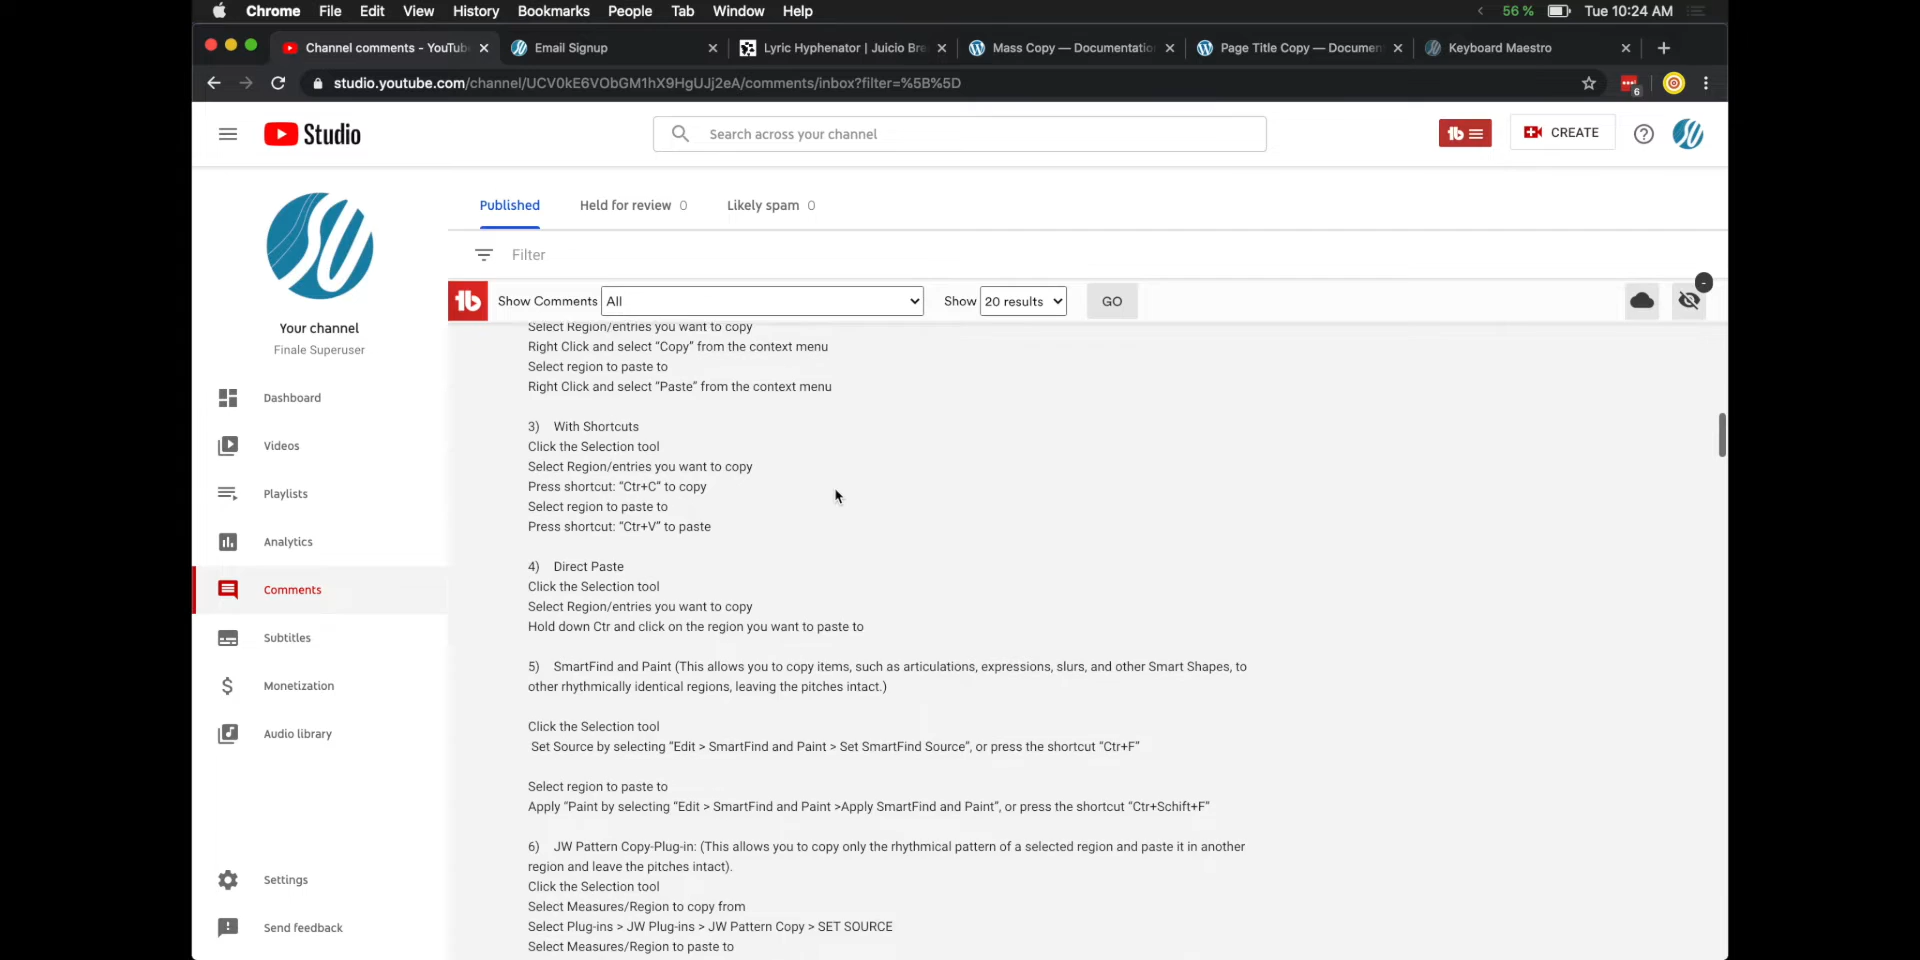 Chrome File Edit View History Bookmarks People Tab Window Help 56 % Tue 10:24 AM
Channel comments - YouTub Email Signup Lyric Hyphenator | Juicio Bre Mass Copy — Documentatio Page Title Copy — Documen Keyboard Maestro
studio.youtube.com/channel/UCV0kE6VObGM1hX9HgUJj2eA/comments/inbox?filter=%5B%5D 6
Studio Search across your channel tb CREATE
Published Held for review 0 Likely spam 0
Filter
tb Show Comments All Show 20 results GO
Your channel
Finale Superuser
Dashboard
Videos
Playlists
Analytics
Comments
Subtitles
Monetization
Audio library
Settings
Send feedback
Select Region/entries you want to copy
Right Click and select “Copy” from the context menu
Select region to paste to
Right Click and select “Paste” from the context menu
3) With Shortcuts
Click the Selection tool
Select Region/entries you want to copy
Press shortcut: “Ctr+C” to copy
Select region to paste to
Press shortcut: “Ctr+V” to paste
4) Direct Paste
Click the Selection tool
Select Region/entries you want to copy
Hold down Ctr and click on the region you want to paste to
5) SmartFind and Paint (This allows you to copy items, such as articulations, expressions, slurs, and other Smart Shapes, to
other rhythmically identical regions, leaving the pitches intact.)
Click the Selection tool
Set Source by selecting “Edit > SmartFind and Paint > Set SmartFind Source”, or press the shortcut “Ctr+F”
Select region to paste to
Apply “Paint by selecting “Edit > SmartFind and Paint >Apply SmartFind and Paint”, or press the shortcut “Ctr+Schift+F”
6) JW Pattern Copy-Plug-in: (This allows you to copy only the rhythmical pattern of a selected region and paste it in another
region and leave the pitches intact).
Click the Selection tool
Select Measures/Region to copy from
Select Plug-ins > JW Plug-ins > JW Pattern Copy > SET SOURCE
Select Measures/Region to paste to